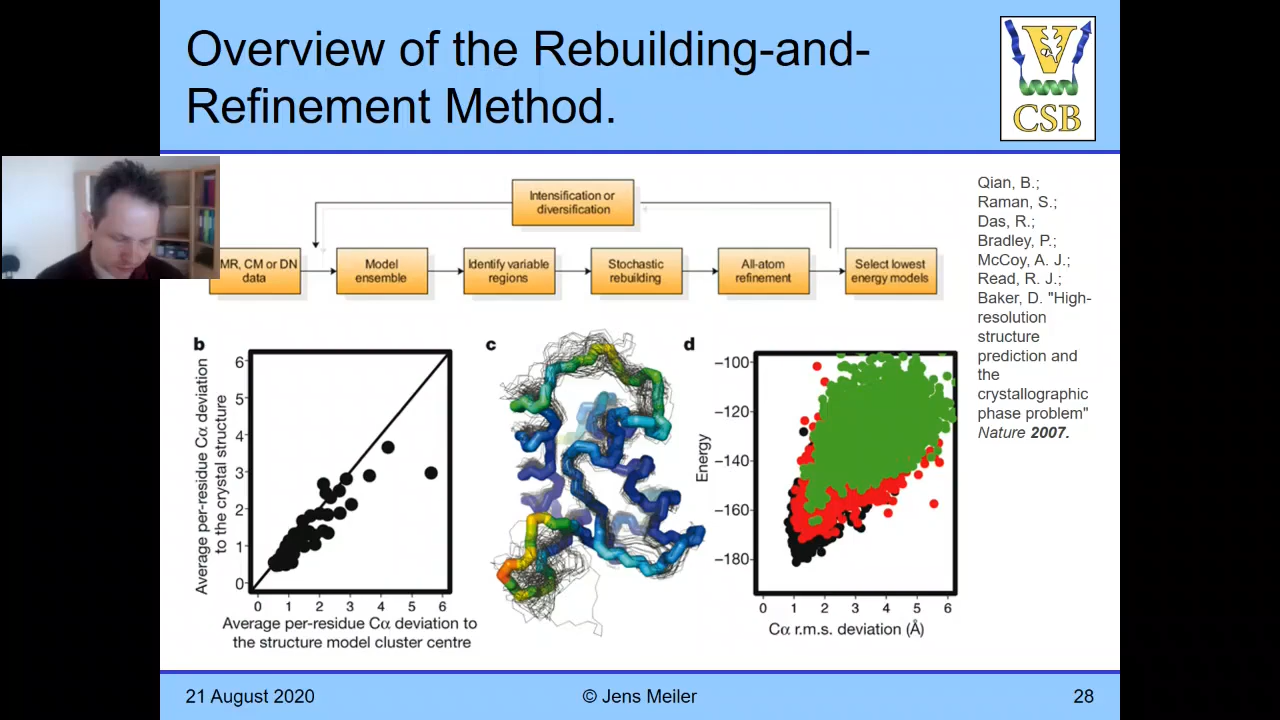 Overview of the Rebuilding-and-
Refinement Method.
CSB
Intensification or
diversification
MR, CM or DN
data
Model
ensemble
Identify variable
regions
Stochastic
rebuilding
All-atom
refinement
Select lowest
energy models
Qian, B.;
Raman, S.;
Das, R.;
Bradley, P.;
McCoy, A. J.;
Read, R. J.;
Baker, D. "High-
resolution
structure
prediction and
the
crystallographic
phase problem"
Nature 2007.
b
Average per-residue Cα deviation
to the crystal structure
6
5
4
3
2
1
0
0 1 2 3 4 5 6
Average per-residue Cα deviation to
the structure model cluster centre
c
d
Energy
−100
−120
−140
−160
−180
0 1 2 3 4 5 6
Cα r.m.s. deviation (Å)
21 August 2020
© Jens Meiler
28